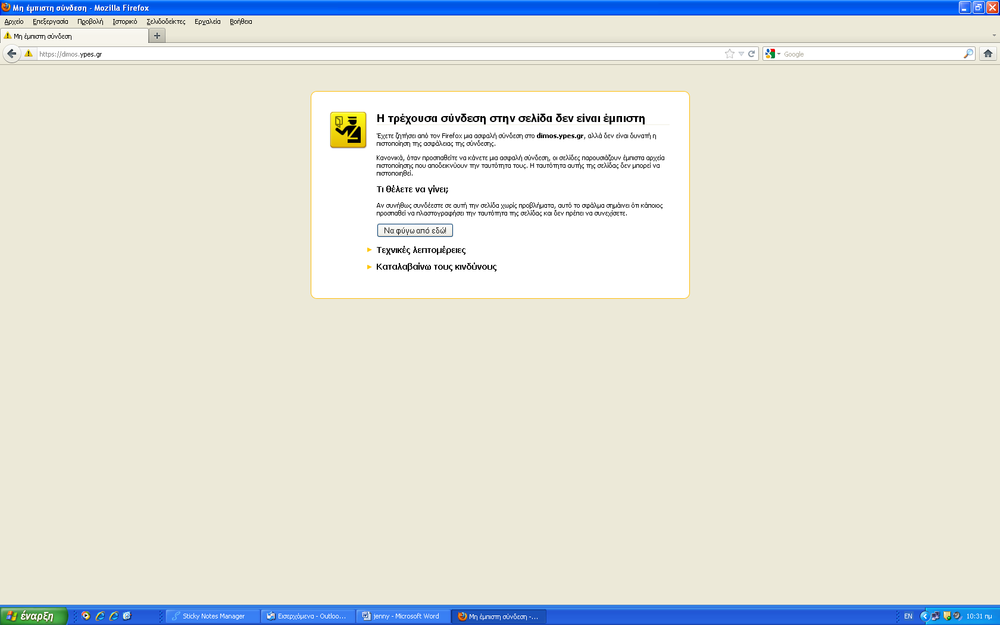 Μη έμπιστη σύνδεση - Mozilla Firefox
Αρχείο Επεξεργασία Προβολή Ιστορικό Σελιδοδείκτες Εργαλεία Βοήθεια
Μη έμπιστη σύνδεση
https://dimos.ypes.gr
Google
Η τρέχουσα σύνδεση στην σελίδα δεν είναι έμπιστη
Έχετε ζητήσει από τον Firefox μια ασφαλή σύνδεση στο dimos.ypes.gr, αλλά δεν είναι δυνατή η
πιστοποίηση της ασφάλειας της σύνδεσης.
Κανονικά, όταν προσπαθείτε να κάνετε μια ασφαλή σύνδεση, οι σελίδες παρουσιάζουν έμπιστα αρχεία
πιστοποίησης που αποδεικνύουν την ταυτότητα τους. Η ταυτότητα αυτής της σελίδας δεν μπορεί να
πιστοποιηθεί.
Τι θέλετε να γίνει;
Αν συνήθως συνδέεστε σε αυτή την σελίδα χωρίς προβλήματα, αυτό το σφάλμα σημάινει ότι κάποιος
προσπαθεί να πλαστογραφήσει την ταυτότητα της σελίδας και δεν πρέπει να συνεχίσετε.
Να φύγω από εδώ!
Τεχνικές λεπτομέρειες
Καταλαβαίνω τους κινδύνους
έναρξη
Sticky Notes Manager
Εισερχόμενα - Outloo...
jenny - Microsoft Word
Μη έμπιστη σύνδεση -...
EN
10:31 πμ